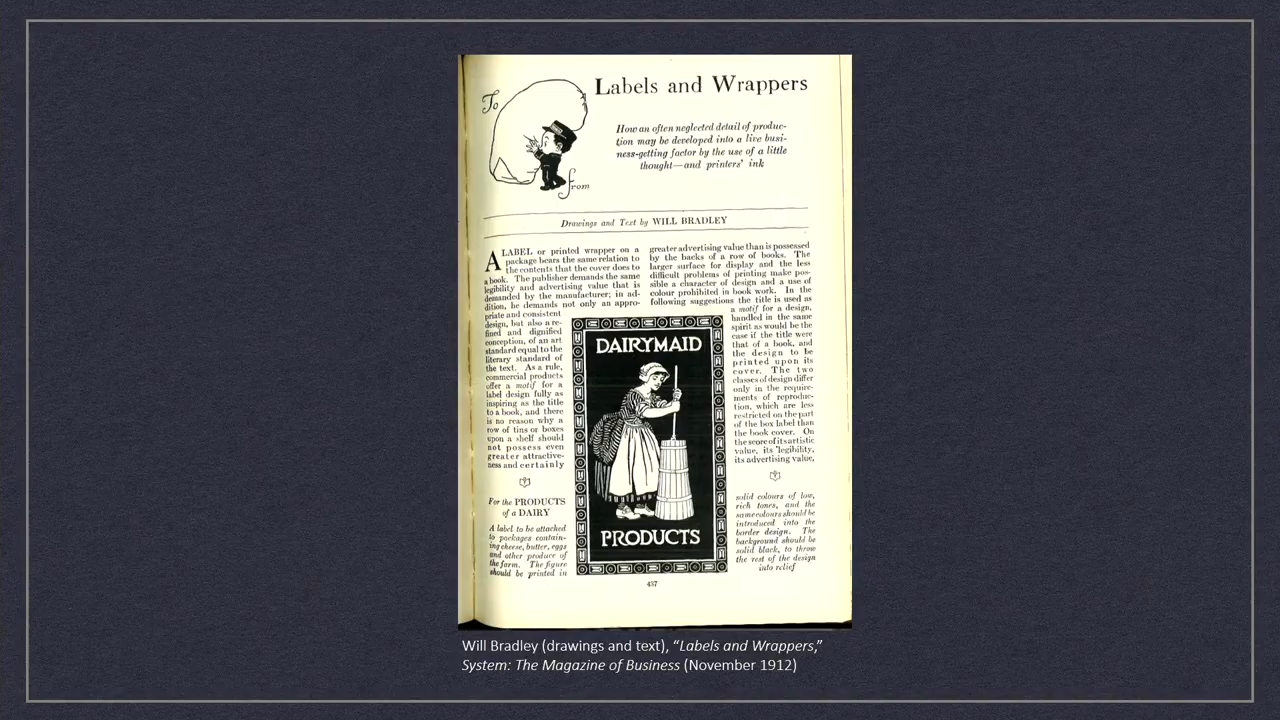 To
from
Labels and Wrappers
How an often neglected detail of produc-
tion may be developed into a live busi-
ness-getting factor by the use of a little
thought—and printers' ink
Drawings and Text by WILL BRADLEY
A LABEL or printed wrapper on a
package bears the same relation to
the contents that the cover does to
a book. The publisher demands the same
legibility and advertising value that is
demanded by the manufacturer; in ad-
dition, he demands not only an appro-
priate and consistent
design, but also a re-
fined and dignified
conception, of an art
standard equal to the
literary standard of
the text. As a rule,
commercial products
offer a motif for a
label design fully as
inspiring as the title
to a book, and there
is no reason why a
row of tins or boxes
upon a shelf should
not possess even
greater attractive-
ness and certainly
greater advertising value than is possessed
by the backs of a row of books. The
larger surface for display and the less
difficult problems of printing make pos-
sible a character of design and a use of
colour prohibited in book work. In the
following suggestions the title is used as
a motif for a design,
handled in the same
spirit as would be the
case if the title were
that of a book, and
the design to be
printed upon its
cover. The two
classes of design differ
only in the require-
ments of reproduc-
tion, which are less
restricted on the part
of the box label than
the book cover. On
the score of its artistic
value, its legibility,
its advertising value,
For the PRODUCTS
of a DAIRY
A label to be attached
to packages contain-
ing cheese, butter, eggs
and other produce of
the farm. The figure
should be printed in
solid colours of low,
rich tones, and the
same colours should be
introduced into the
border design. The
background should be
solid black, to throw
the rest of the design
into relief
DAIRYMAID
PRODUCTS
437
Will Bradley (drawings and text), “Labels and Wrappers,”
System: The Magazine of Business (November 1912)